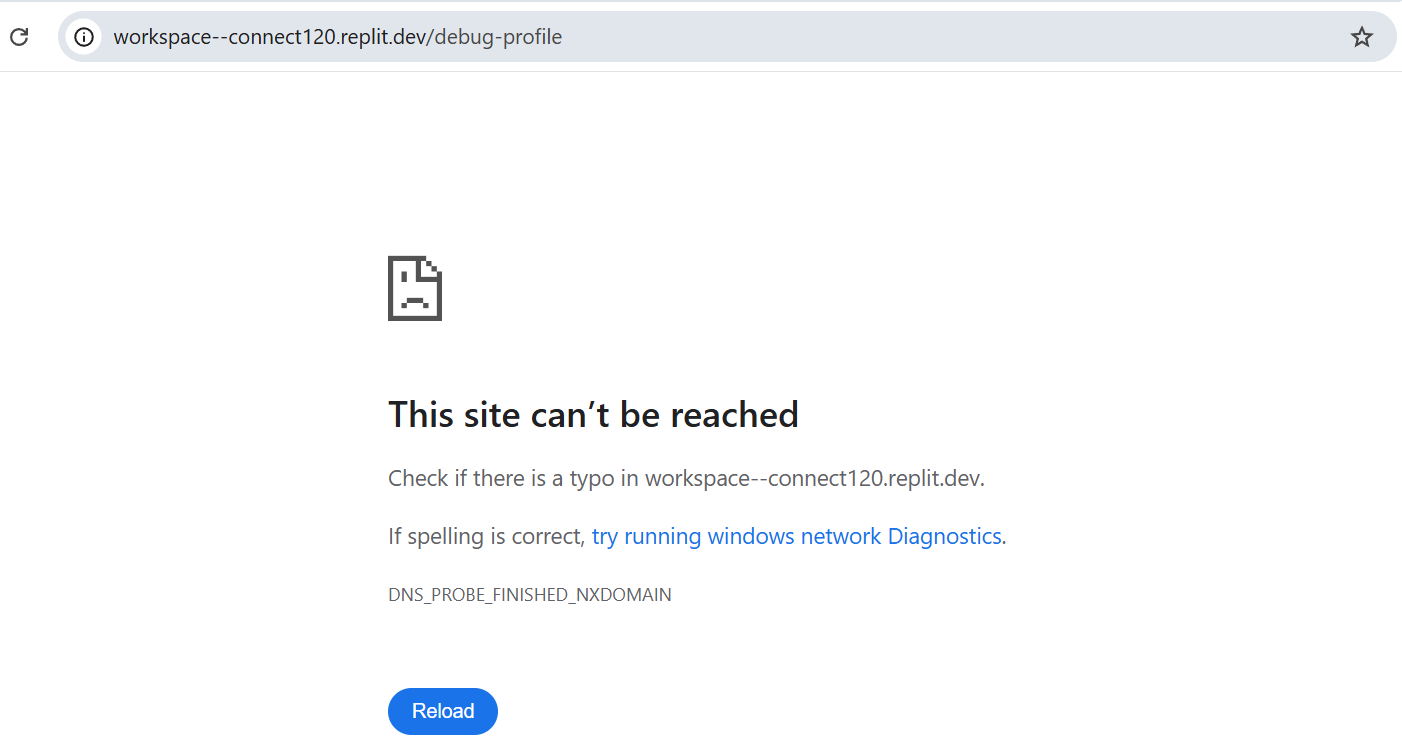 workspace--connect120.replit.dev/debug-profile
This site can’t be reached
Check if there is a typo in workspace--connect120.replit.dev.
If spelling is correct, try running windows network Diagnostics.
DNS_PROBE_FINISHED_NXDOMAIN
Reload